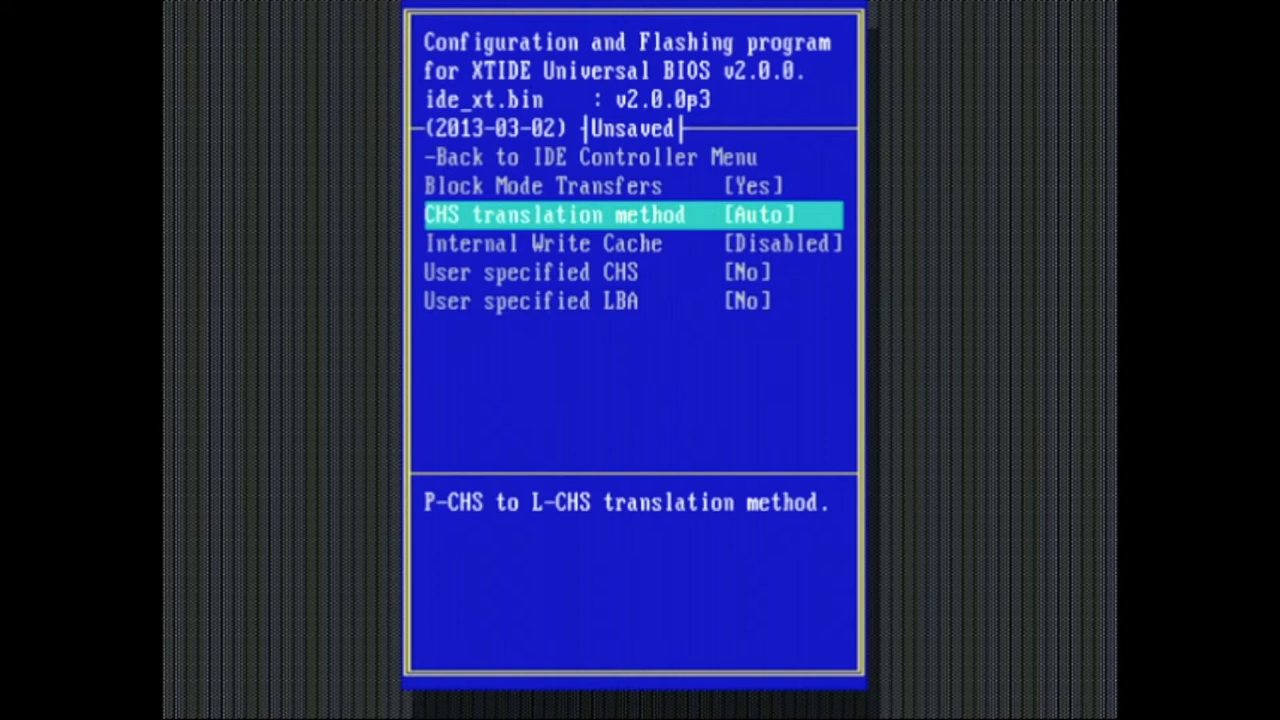 Configuration and Flashing program
for XTIDE Universal BIOS v2.0.0.
ide_xt.bin : v2.0.0β3
(2013-03-02) Unsaved
-Back to IDE Controller Menu
Block Mode Transfers [Yes]
CHS translation method [Auto]
Internal Write Cache [Disabled]
User specified CHS [No]
User specified LBA [No]
P-CHS to L-CHS translation method.